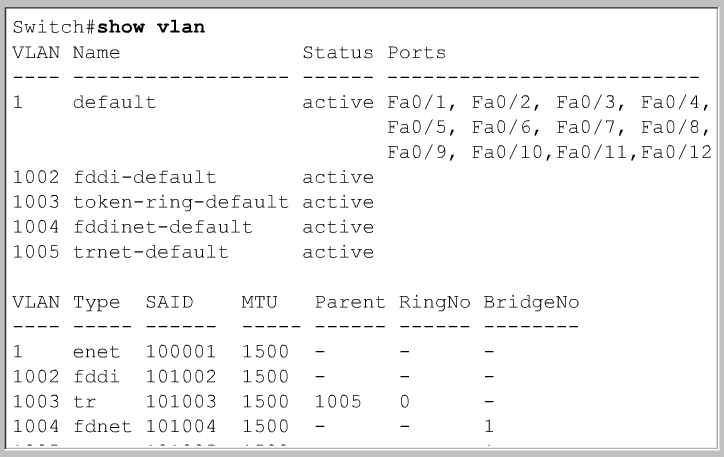 Switch#show vlan
VLAN Name Status Ports
---- ------------------ ------ --------------------------
1 default active Fa0/1, Fa0/2, Fa0/3, Fa0/4,
Fa0/5, Fa0/6, Fa0/7, Fa0/8,
Fa0/9, Fa0/10,Fa0/11,Fa0/12
1002 fddi-default active
1003 token-ring-default active
1004 fddinet-default active
1005 trnet-default active
VLAN Type SAID MTU Parent RingNo BridgeNo
---- ----- ------ ----- ------ ------ --------
1 enet 100001 1500 - - -
1002 fddi 101002 1500 - - -
1003 tr 101003 1500 1005 0 -
1004 fdnet 101004 1500 - - 1